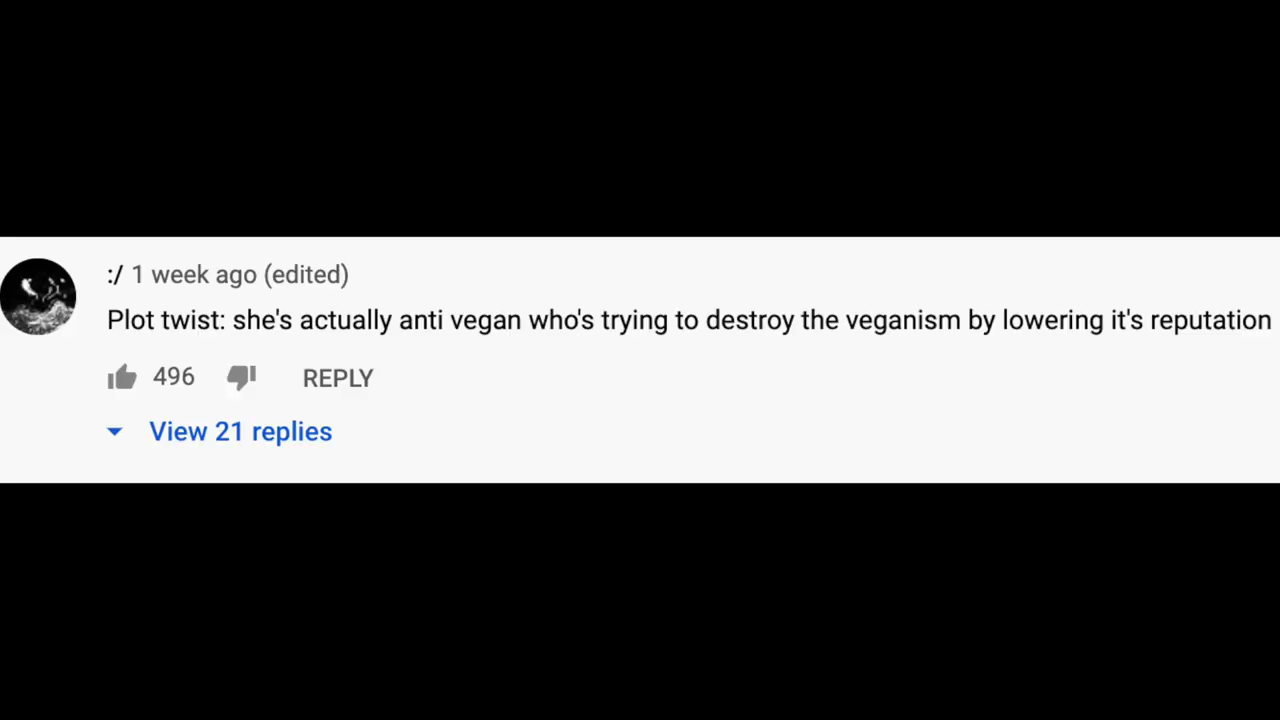 :/ 1 week ago (edited)
Plot twist: she's actually anti vegan who's trying to destroy the veganism by lowering it's reputation
496 REPLY
View 21 replies